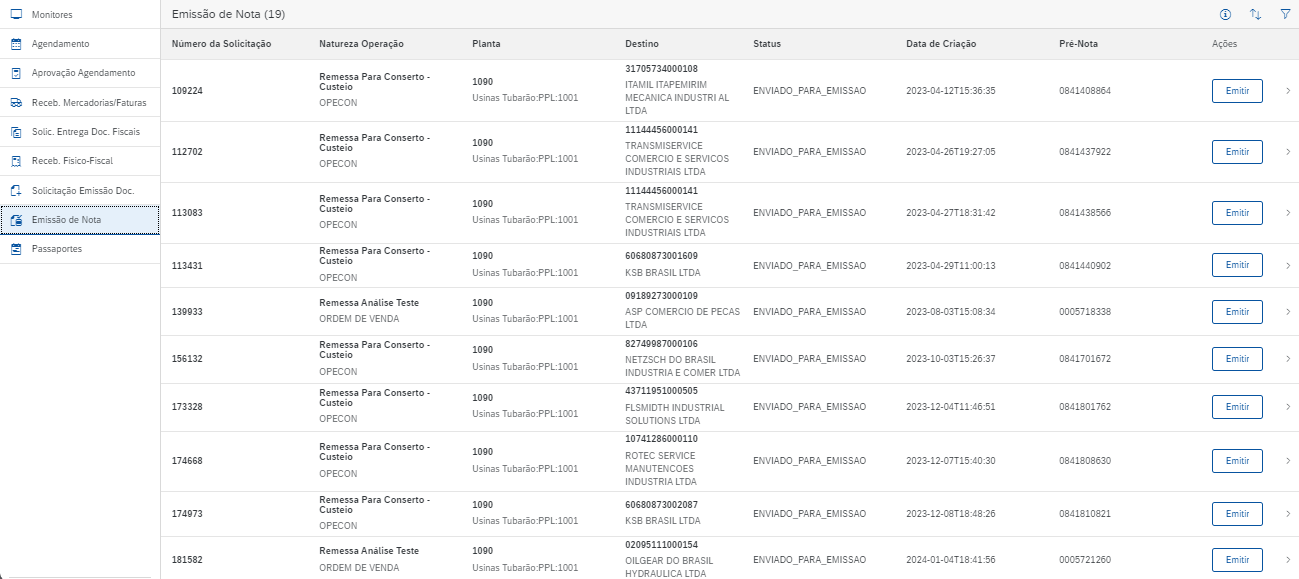 Monitores
Agendamento
Aprovação Agendamento
Receb. Mercadorias/Faturas
Solic. Entrega Doc. Fiscais
Receb. Físico-Fiscal
Solicitação Emissão Doc.
Emissão de Nota
Passaportes
Emissão de Nota (19)
Número da Solicitação Natureza Operação Planta Destino Status Data de Criação Pré-Nota Ações
109224 Remessa Para Conserto - Custeio OPECON 1090 Usinas Tubarão:PPL:1001 31705734000108 ITAMIL ITAPEMIRIM MECANICA INDUSTRI AL LTDA ENVIADO_PARA_EMISSAO 2023-04-12T15:36:35 0841408864 Emitir
112702 Remessa Para Conserto - Custeio OPECON 1090 Usinas Tubarão:PPL:1001 11144456000141 TRANSMISERVICE COMERCIO E SERVICOS INDUSTRIAIS LTDA ENVIADO_PARA_EMISSAO 2023-04-26T19:27:05 0841437922 Emitir
113083 Remessa Para Conserto - Custeio OPECON 1090 Usinas Tubarão:PPL:1001 11144456000141 TRANSMISERVICE COMERCIO E SERVICOS INDUSTRIAIS LTDA ENVIADO_PARA_EMISSAO 2023-04-27T18:31:42 0841438566 Emitir
113431 Remessa Para Conserto - Custeio OPECON 1090 Usinas Tubarão:PPL:1001 60680873001609 KSB BRASIL LTDA ENVIADO_PARA_EMISSAO 2023-04-29T11:00:13 0841440902 Emitir
139933 Remessa Análise Teste ORDEM DE VENDA 1090 Usinas Tubarão:PPL:1001 09189273000109 ASP COMERCIO DE PECAS LTDA ENVIADO_PARA_EMISSAO 2023-08-03T15:08:34 0005718338 Emitir
156132 Remessa Para Conserto - Custeio OPECON 1090 Usinas Tubarão:PPL:1001 82749987000106 NETZSCH DO BRASIL INDUSTRIA E COMER LTDA ENVIADO_PARA_EMISSAO 2023-10-03T15:26:37 0841701672 Emitir
173328 Remessa Para Conserto - Custeio OPECON 1090 Usinas Tubarão:PPL:1001 43711951000505 FLSMIDTH INDUSTRIAL SOLUTIONS LTDA ENVIADO_PARA_EMISSAO 2023-12-04T11:46:51 0841801762 Emitir
174668 Remessa Para Conserto - Custeio OPECON 1090 Usinas Tubarão:PPL:1001 10741286000110 ROTEC SERVICE MANUTENCOES INDUSTRIA LTDA ENVIADO_PARA_EMISSAO 2023-12-07T15:40:30 0841808630 Emitir
174973 Remessa Para Conserto - Custeio OPECON 1090 Usinas Tubarão:PPL:1001 60680873002087 KSB BRASIL LTDA ENVIADO_PARA_EMISSAO 2023-12-08T18:48:26 0841810821 Emitir
181582 Remessa Análise Teste ORDEM DE VENDA 1090 Usinas Tubarão:PPL:1001 02095111000154 OILGEAR DO BRASIL HYDRAULICA LTDA ENVIADO_PARA_EMISSAO 2024-01-04T18:41:56 0005721260 Emitir